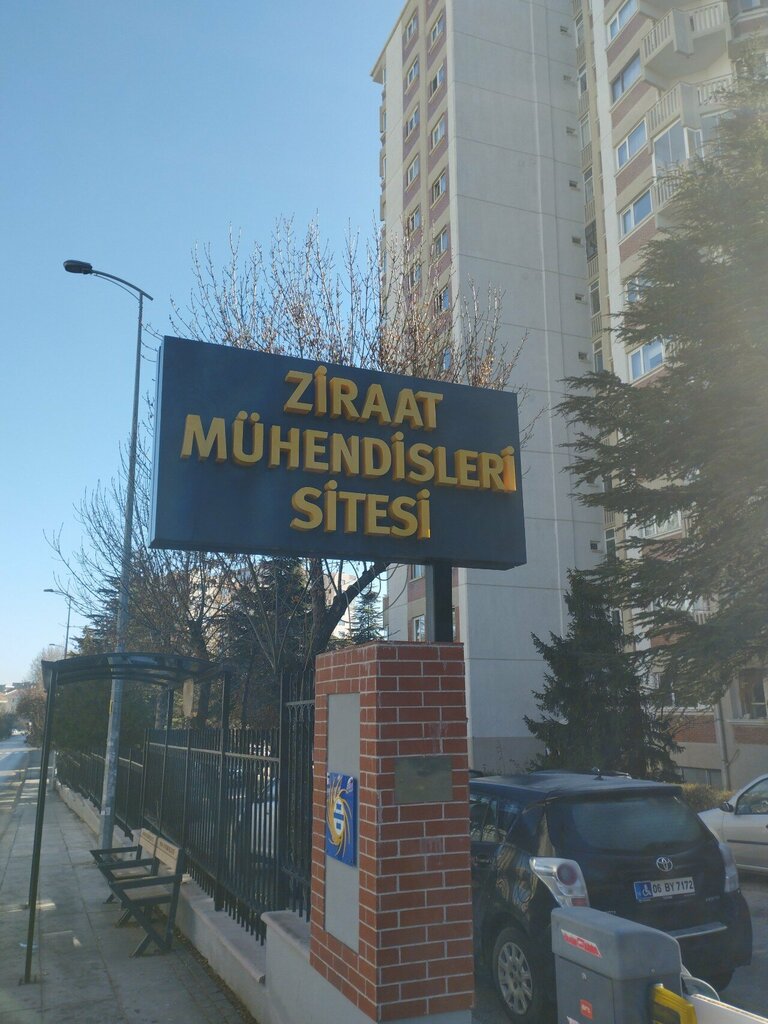 ZİRAAT
MÜHENDİSLERİ
SİTESİ
06 BY 7172